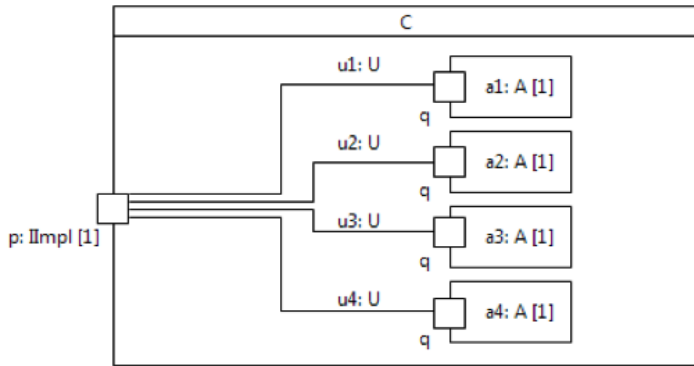 C
u1: U
a1: A [1]
q
u2: U
a2: A [1]
q
p: IImpl [1]
u3: U
a3: A [1]
q
u4: U
a4: A [1]
q